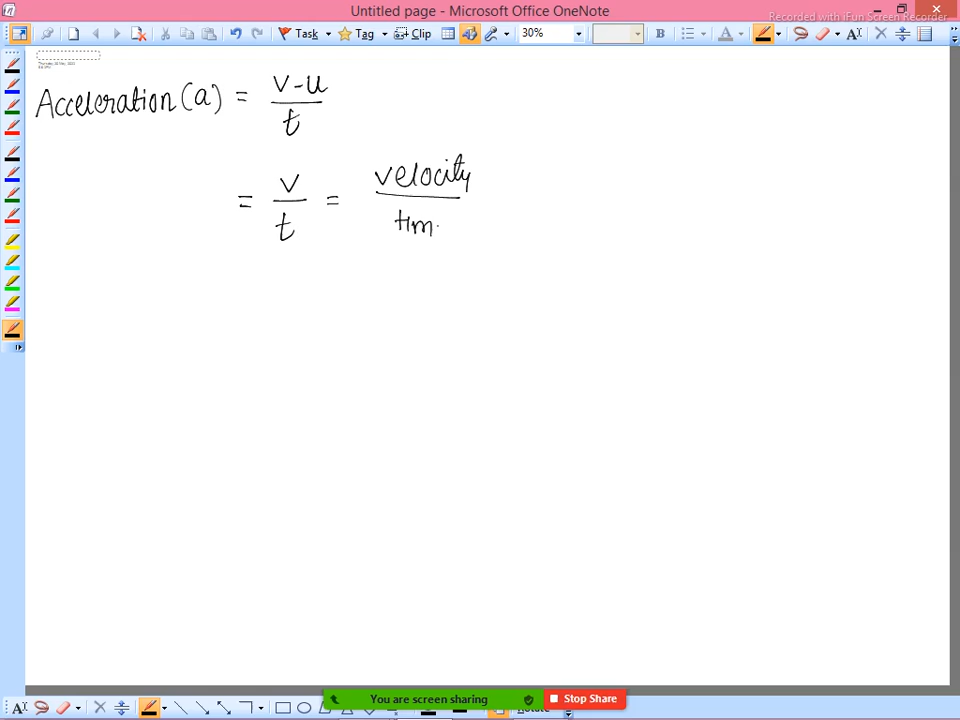 Untitled page - Microsoft Office OneNote
Recorded with iFun Screen Recorder
Task Tag Clip 30% B A
Acceleration (a) = v-u
t
= v = velocity
t tim
You are screen sharing Stop Share